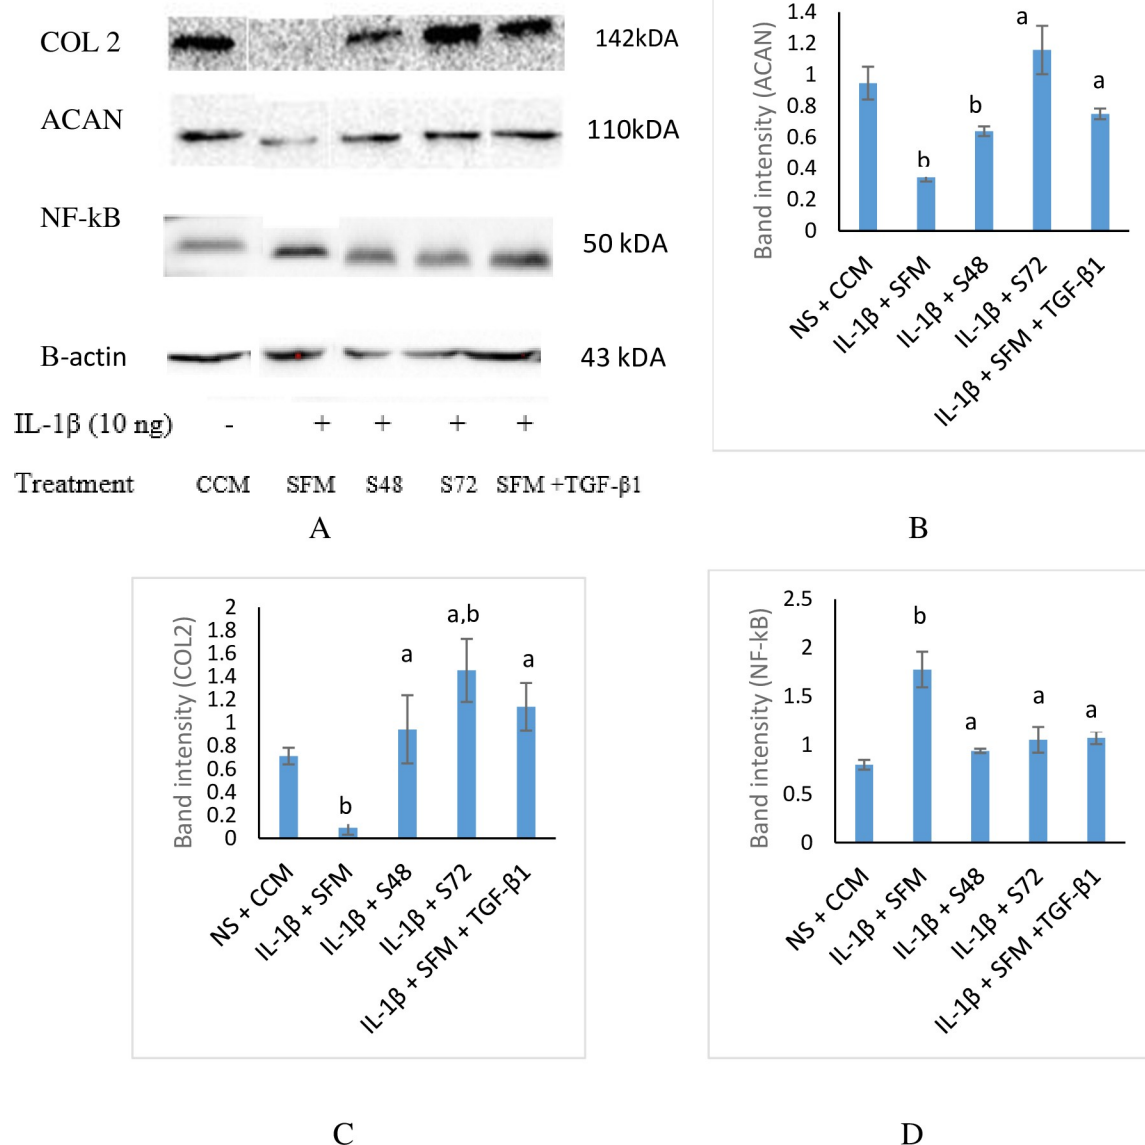 COL 2
142kDA
ACAN
110kDA
NF-kB
50 kDA
B-actin
43 kDA
IL-1β (10 ng) - + + + +
Treatment CCM SFM S48 S72 SFM +TGF-β1
A
Band intensity (ACAN)
1.4
1.2
1
0.8
0.6
0.4
0.2
0
b
b
a
a
NS + CCM
IL-1β + SFM
IL-1β + S48
IL-1β + S72
IL-1β + SFM + TGF-β1
B
Band intensity (COL2)
2
1.8
1.6
1.4
1.2
1
0.8
0.6
0.4
0.2
0
b
a
a,b
a
NS + CCM
IL-1β + SFM
IL-1β + S48
IL-1β + S72
IL-1β + SFM + TGF-β1
C
Band intensity (NF-kB)
2.5
2
1.5
1
0.5
0
b
a
a
a
NS + CCM
IL-1β + SFM
IL-1β + S48
IL-1β + S72
IL-1β + SFM +TGF-β1
D